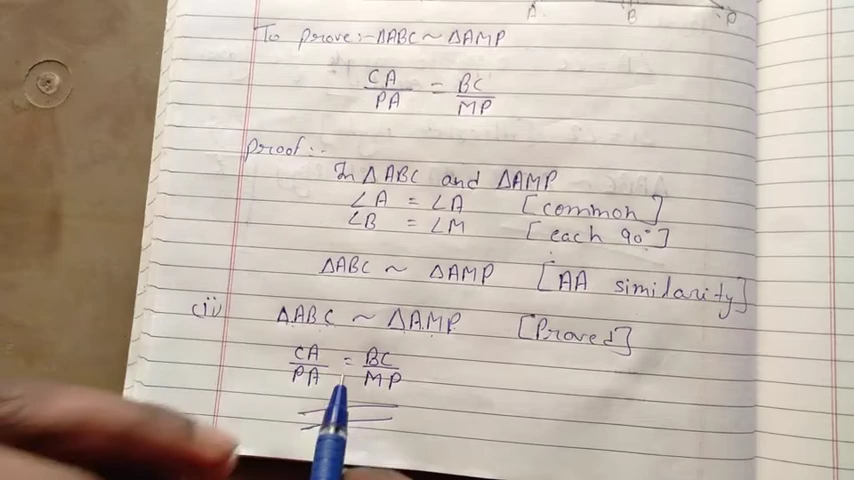 A B P
To prove:- ΔABC ~ ΔAMP
CA/PA = BC/MP
proof:-
In ΔABC and ΔAMP
∠A = ∠A [common]
∠B = ∠M [each 90°]
ΔABC ~ ΔAMP [AA similarity]
(ii) ΔABC ~ ΔAMP [Proved]
CA/PA = BC/MP